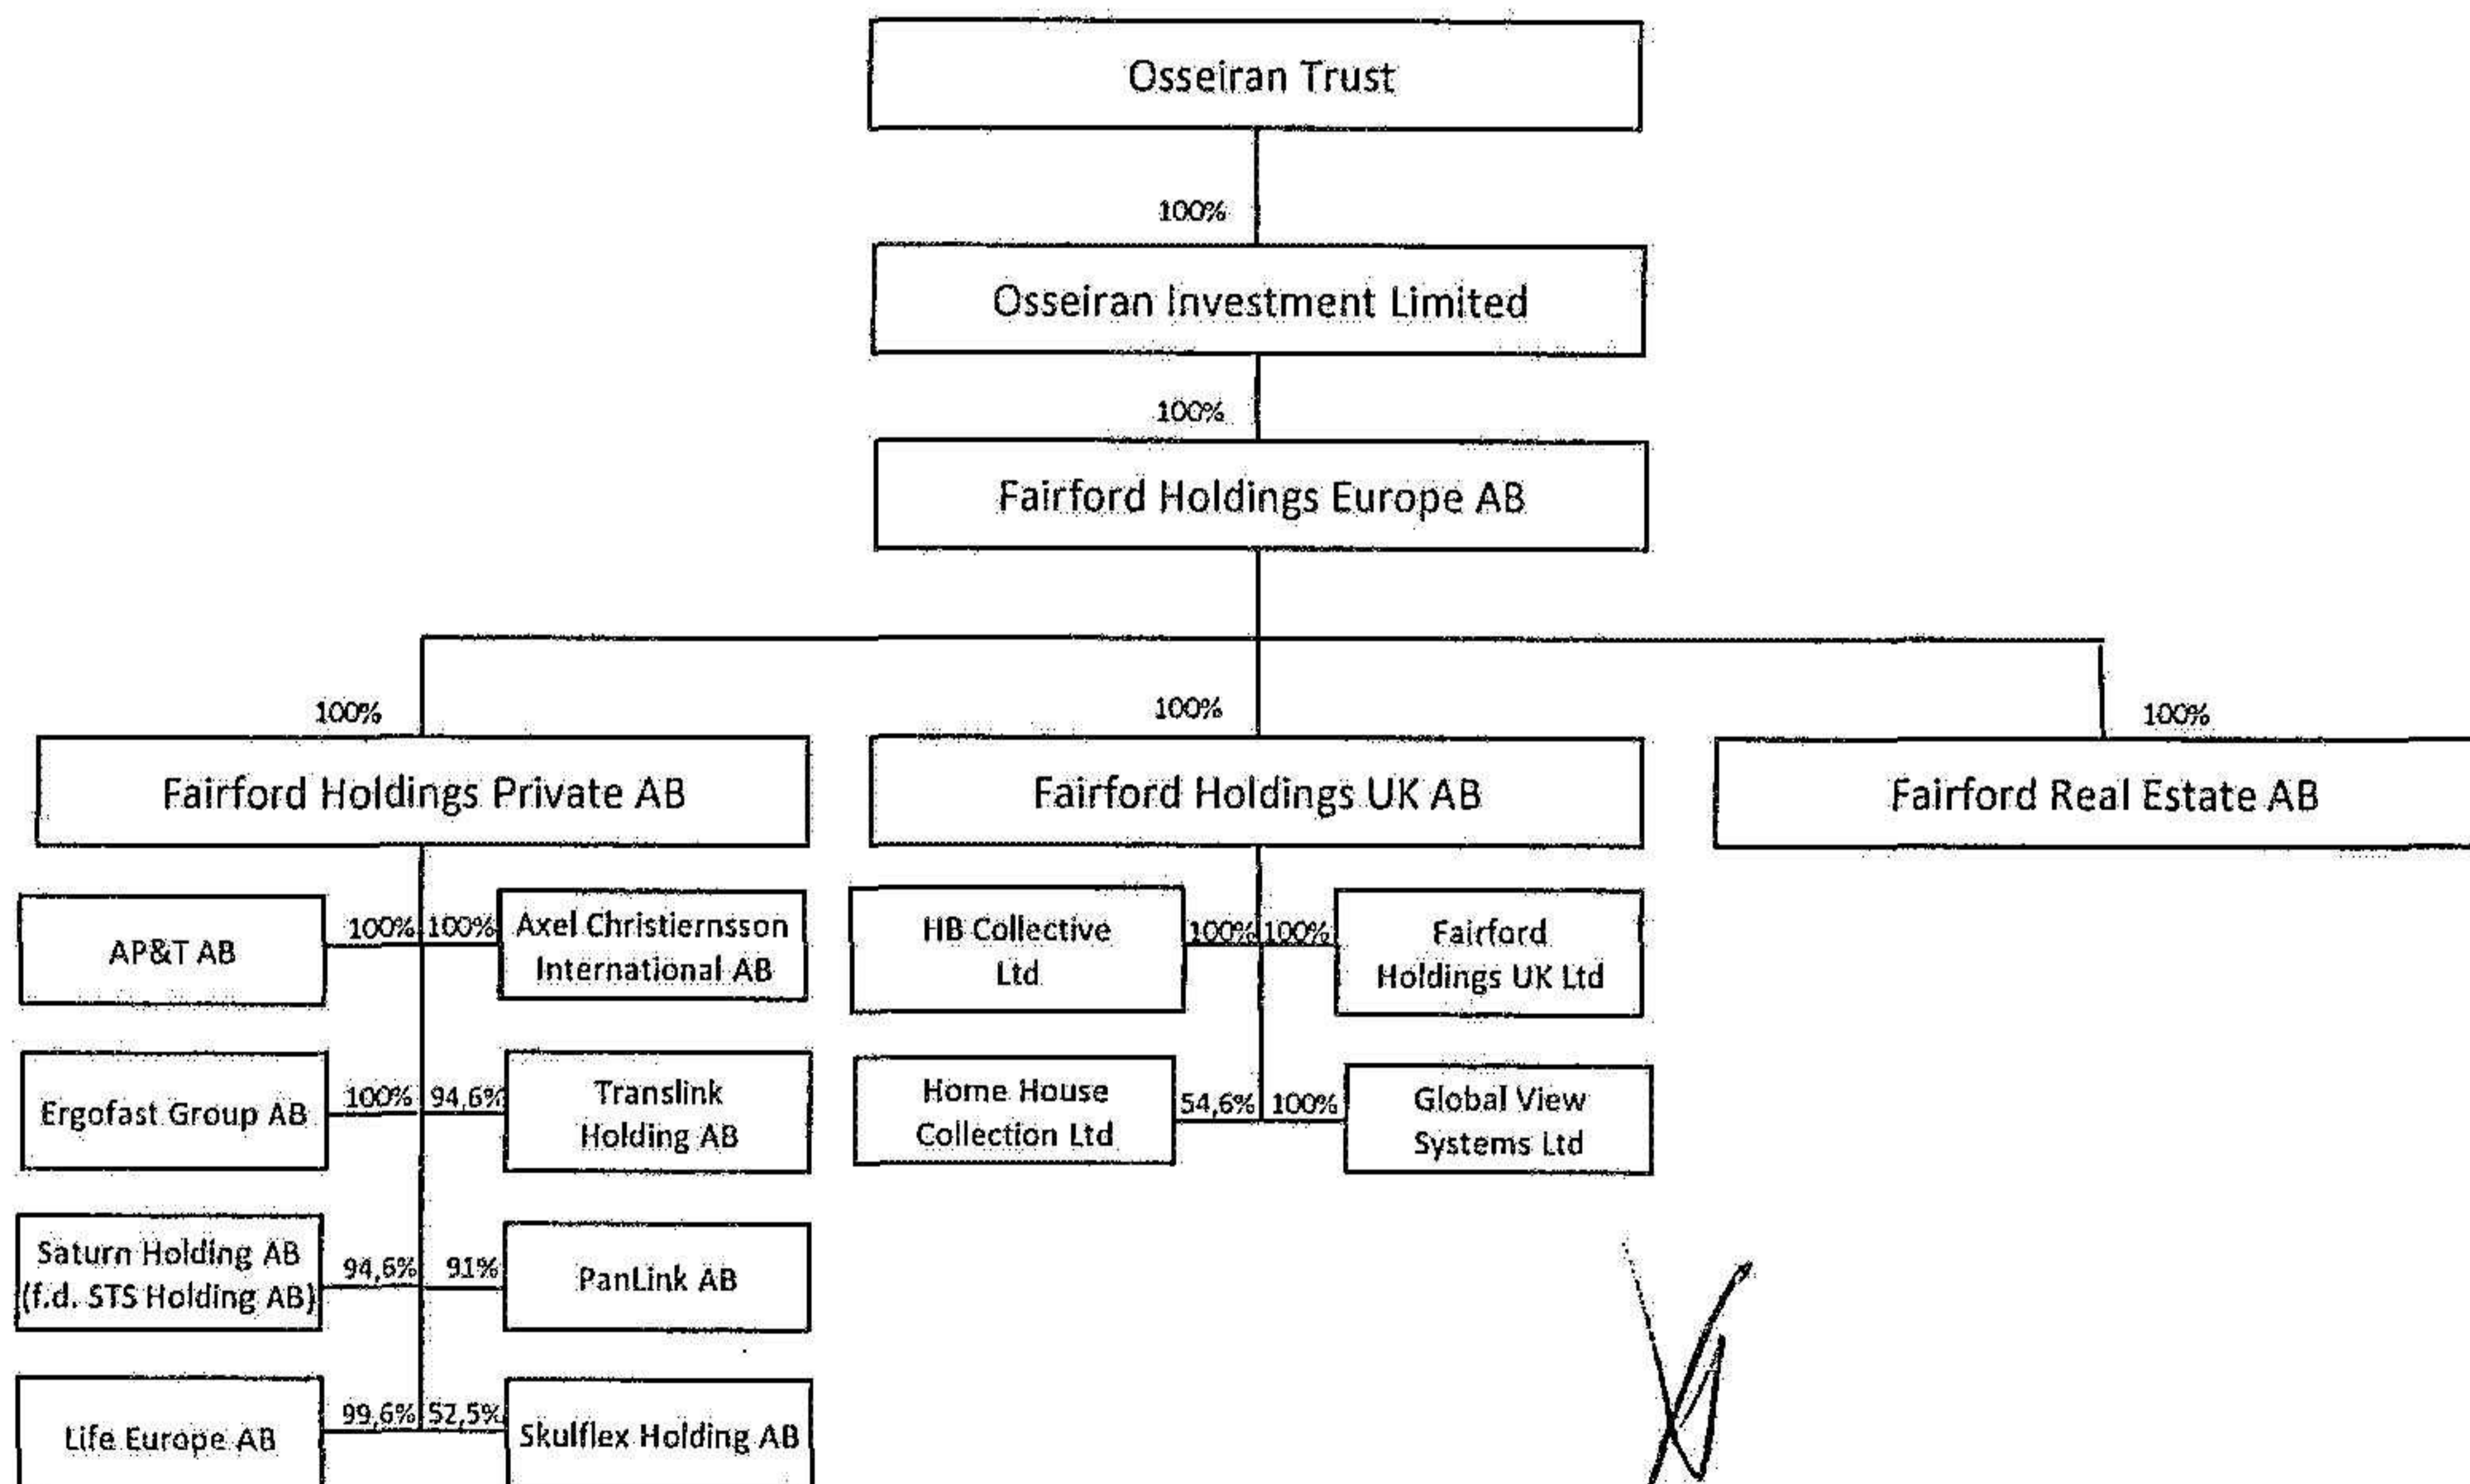 Osseiran Trust
100%
Osseiran Investment Limited
100%
Fairford Holdings Europe AB
100%
100%
100%
Fairford Holdings Private AB
Fairford Holdings UK AB
Fairford Real Estate AB
AP&T AB
100%
100%
Axel Christiernsson
International AB
Ergofast Group AB
100%
94,6%
Translink
Holding AB
Saturn Holding AB
(f.d. STS Holding AB)
94,6%
91%
PanLink AB
Life Europe AB
99,6%
52,5%
Skulflex Holding AB
HB Collective
Ltd
100%
100%
Fairford
Holdings UK Ltd
Home House
Collection Ltd
54,6%
100%
Global View
Systems Ltd